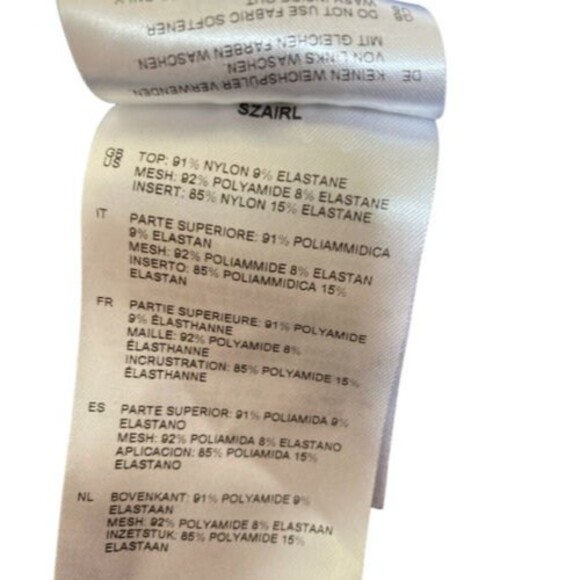 DO NOT USE FABRIC SOFTENER
GB
MIT GLEICHEN FARBEN WASCHEN.
VON LINKS WASCHEN.
DE KEINEN WEICHSPÜLER VERWENDEN
SZAIRL
GB
US
TOP: 91% NYLON 9% ELASTANE
MESH: 92% POLYAMIDE 8% ELASTANE
INSERT: 85% NYLON 15% ELASTANE
IT PARTE SUPERIORE: 91% POLIAMMIDICA
9% ELASTAN
MESH: 92% POLIAMMIDE 8% ELASTAN
INSERTO: 85% POLIAMMIDICA 15%
ELASTAN
FR PARTIE SUPERIEURE: 91% POLYAMIDE
9% ÉLASTHANNE
MAILLE: 92% POLYAMIDE 8%
ÉLASTHANNE
INCRUSTRATION: 85% POLYAMIDE 15%
ÉLASTHANNE
ES PARTE SUPERIOR: 91% POLIAMIDA 9%
ELASTANO
MESH: 92% POLIAMIDA 8% ELASTANO
APLICACION: 85% POLIAMIDA 15%
ELASTANO
NL BOVENKANT: 91% POLYAMIDE 9%
ELASTAAN
MESH: 92% POLYAMIDE 8% ELASTAAN
INZETSTUK: 85% POLYAMIDE 15%
ELASTAAN